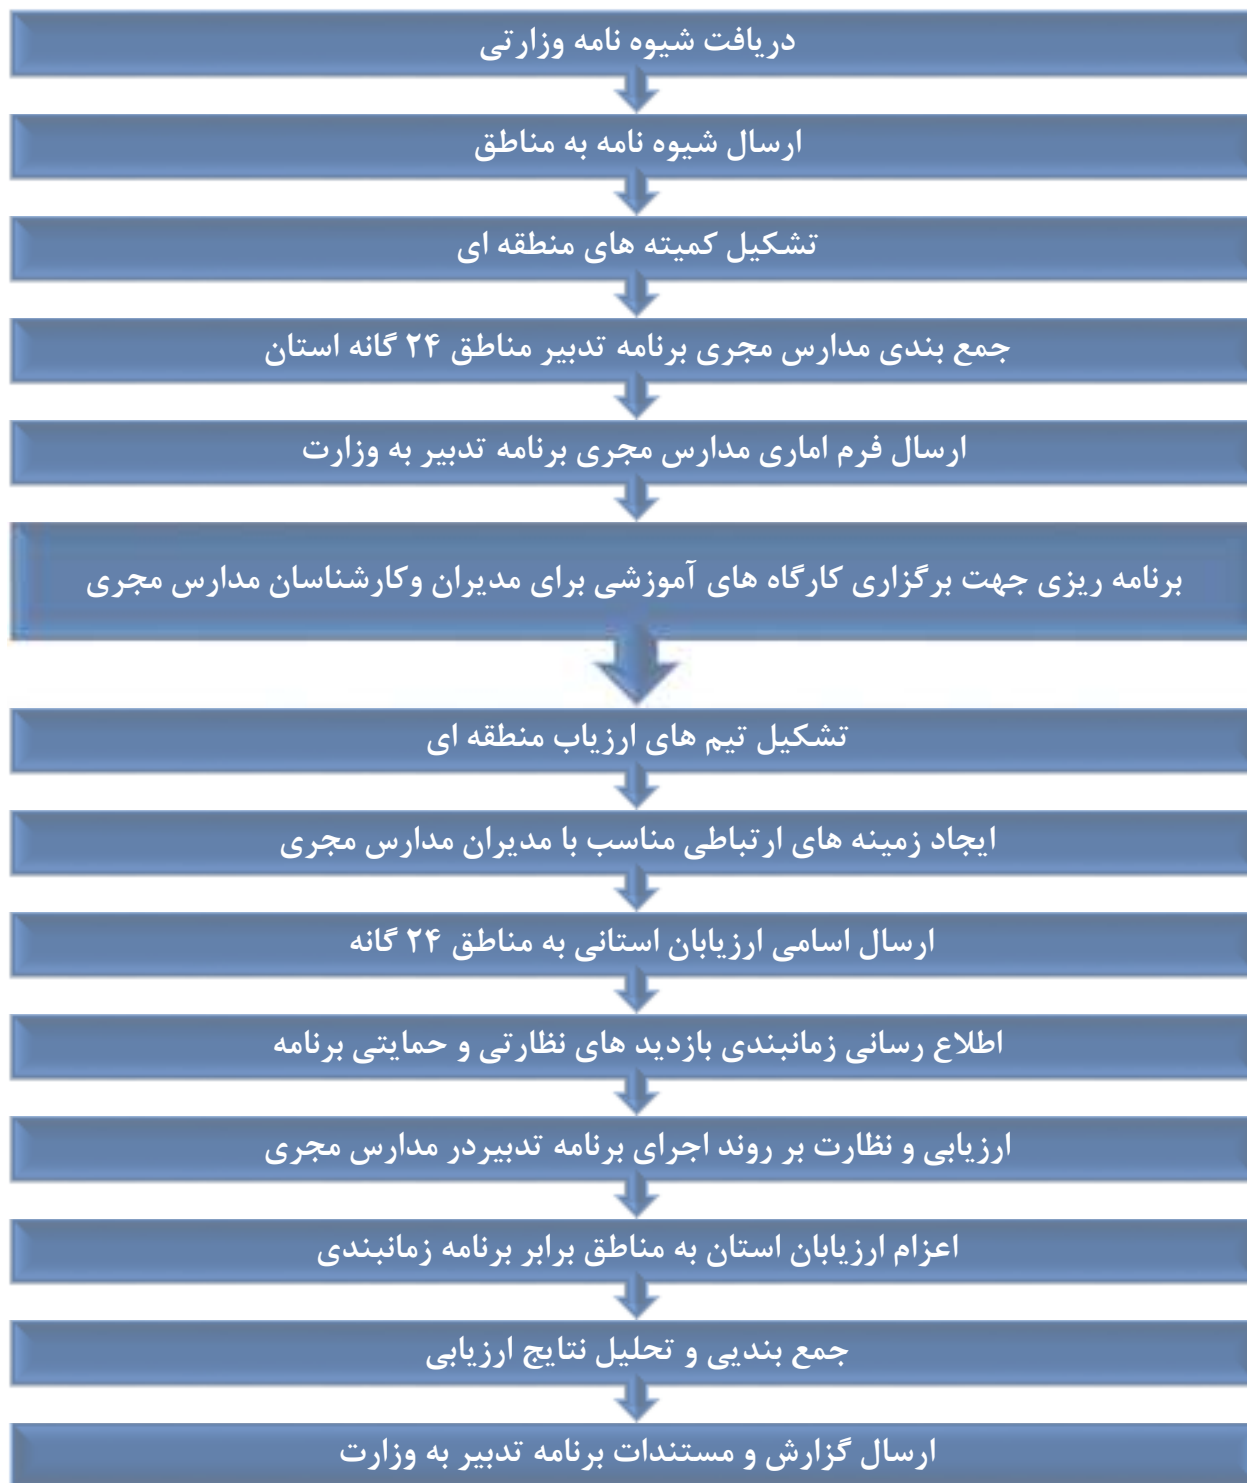 دریافت شیوه نامه وزارتی
ارسال شیوه نامه به مناطق
تشکیل کمیته های منطقه ای
جمع بندی مدارس مجری برنامه تدبیر مناطق ۲۴ گانه استان
ارسال فرم اماری مدارس مجری برنامه تدبیر به وزارت
برنامه ریزی جهت برگزاری کارگاه های آموزشی برای مدیران وکارشناسان مدارس مجری
تشکیل تیم های ارزیاب منطقه ای
ایجاد زمینه های ارتباطی مناسب با مدیران مدارس مجری
ارسال اسامی ارزیابان استانی به مناطق ۲۴ گانه
اطلاع رسانی زمانبندی بازدید های نظارتی و حمایتی برنامه
ارزیابی و نظارت بر روند اجرای برنامه تدبیردر مدارس مجری
اعزام ارزیابان استان به مناطق برابر برنامه زمانبندی
جمع بندیی و تحلیل نتایج ارزیابی
ارسال گزارش و مستندات برنامه تدبیر به وزارت